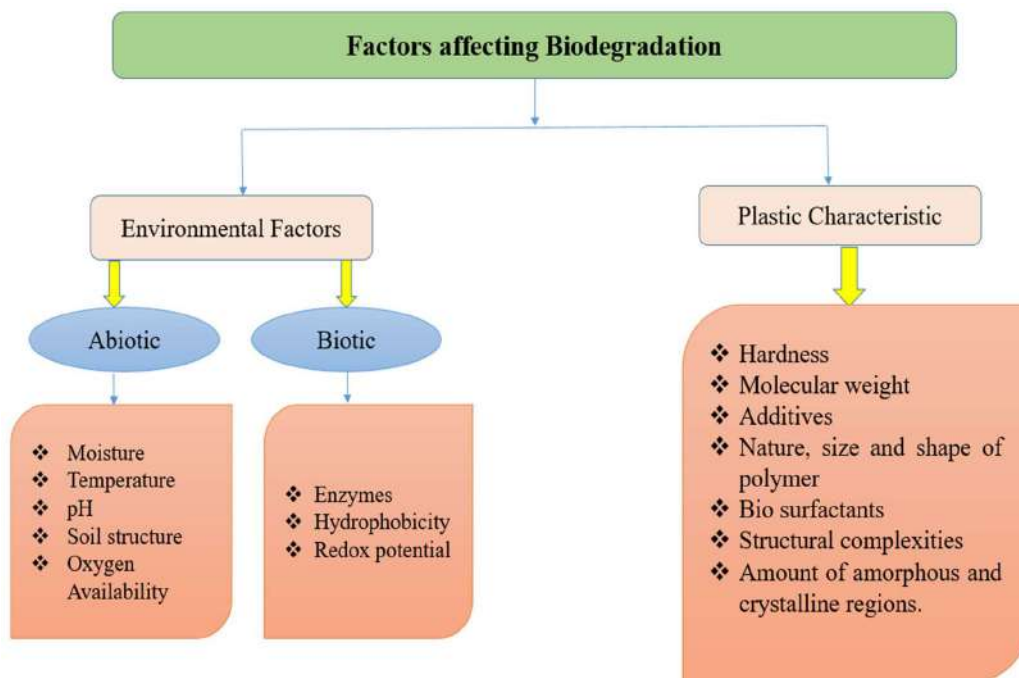 Factors affecting Biodegradation
Environmental Factors
Plastic Characteristic
Abiotic
Biotic
❖ Moisture
❖ Temperature
❖ pH
❖ Soil structure
❖ Oxygen
Availability
❖ Enzymes
❖ Hydrophobicity
❖ Redox potential
❖ Hardness
❖ Molecular weight
❖ Additives
❖ Nature, size and shape of
polymer
❖ Bio surfactants
❖ Structural complexities
❖ Amount of amorphous and
crystalline regions.